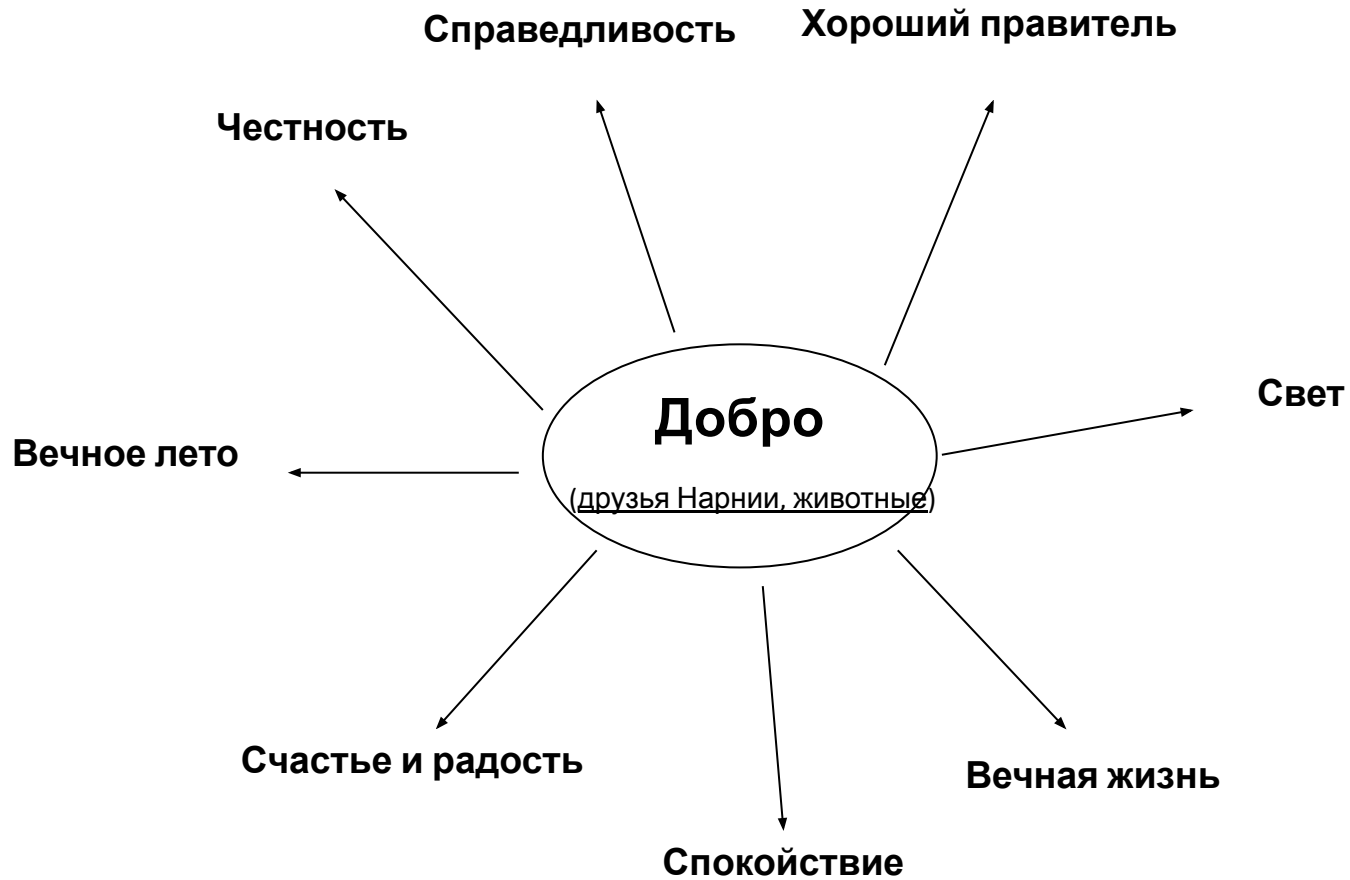 Справедливость
Хороший правитель
Честность
Свет
Добро
Вечное лето
(друзья Нарнии, животные)
Счастье и радость
Вечная жизнь
Спокойствие